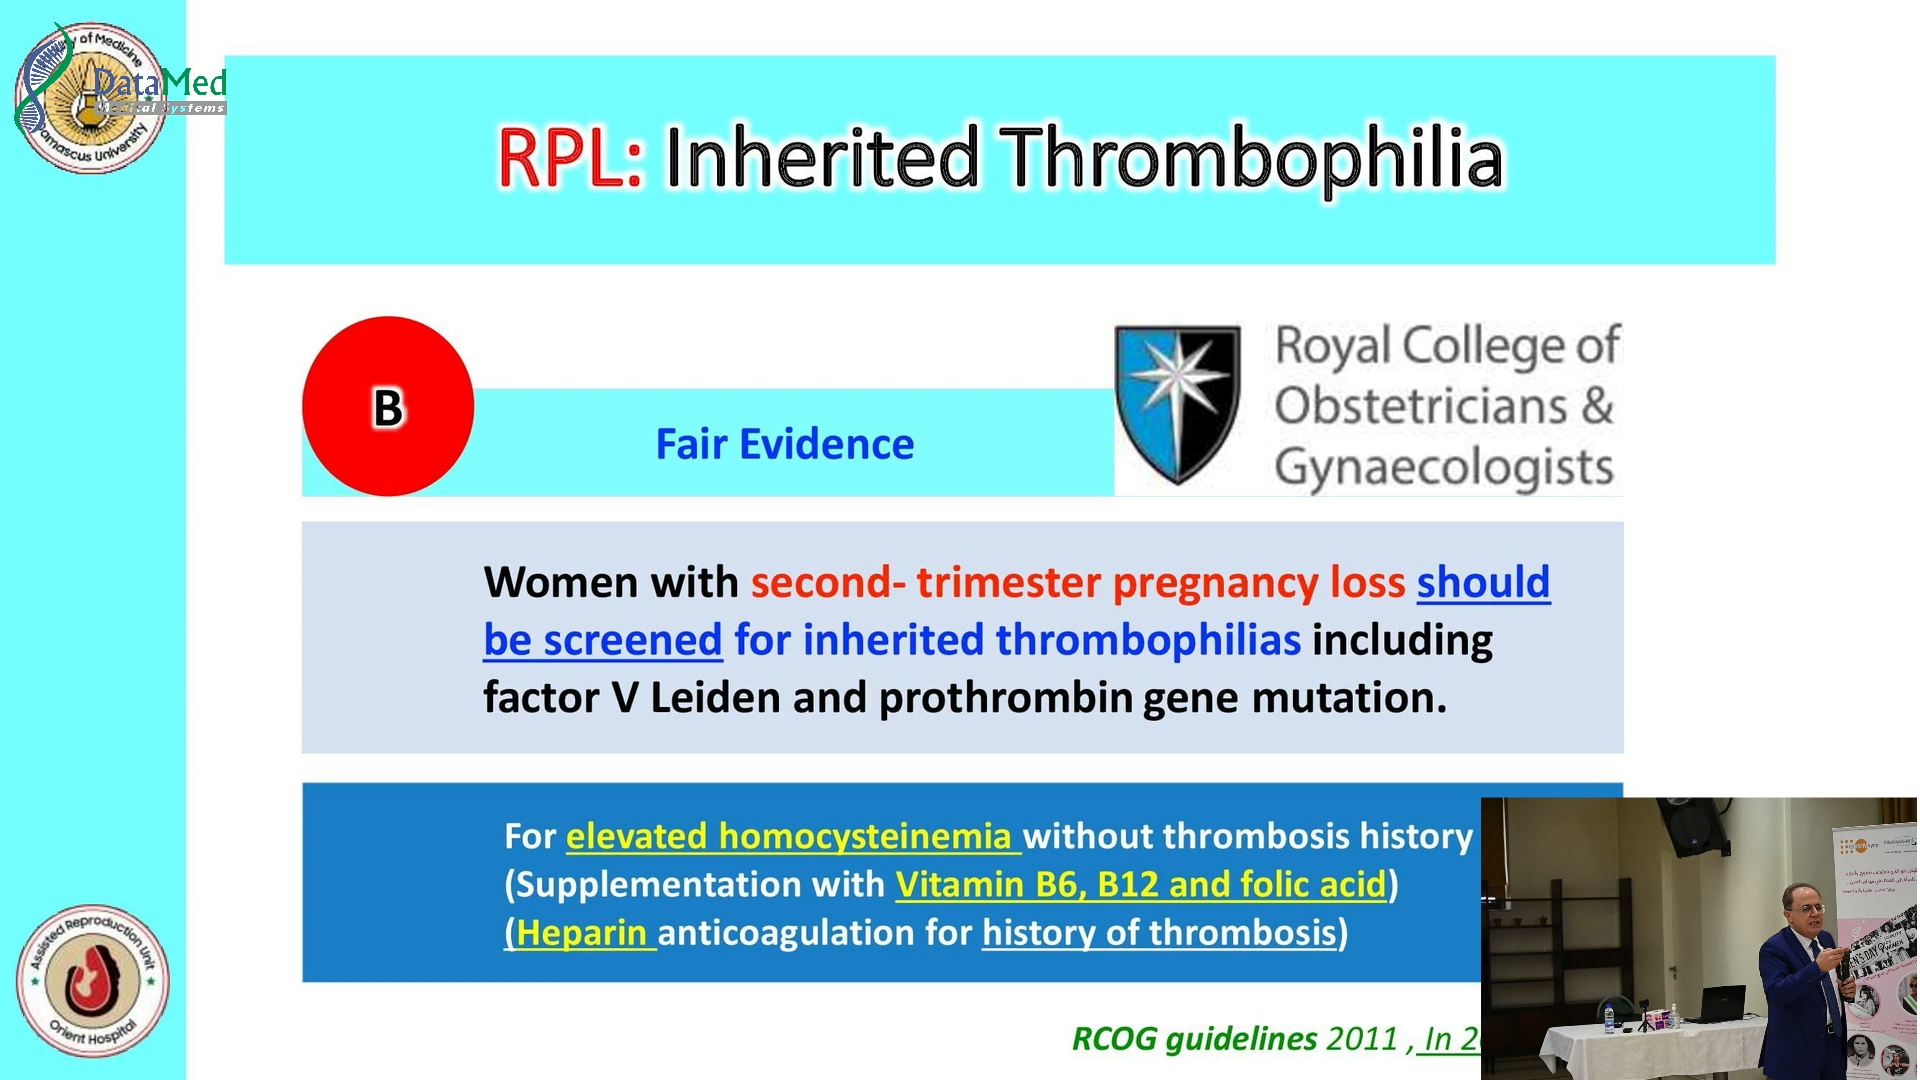 DataMed
Medical Systems
Damascus University
RPL: Inherited Thrombophilia
B
Fair Evidence
Royal College of
Obstetricians &
Gynaecologists
Women with second- trimester pregnancy loss should
be screened for inherited thrombophilias including
factor V Leiden and prothrombin gene mutation.
For elevated homocysteinemia without thrombosis history
(Supplementation with Vitamin B6, B12 and folic acid)
(Heparin anticoagulation for history of thrombosis)
Assisted Reproduction Unit
Orient Hospital
RCOG guidelines 2011 , In